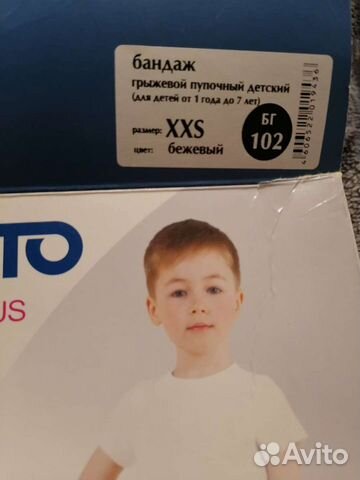 бандаж
грыжевой пупочный детский
(для детей от 1 года до 7 лет)
размер: XXS
цвет: бежевый
БГ
102
4606522019436
TO
US
Avito